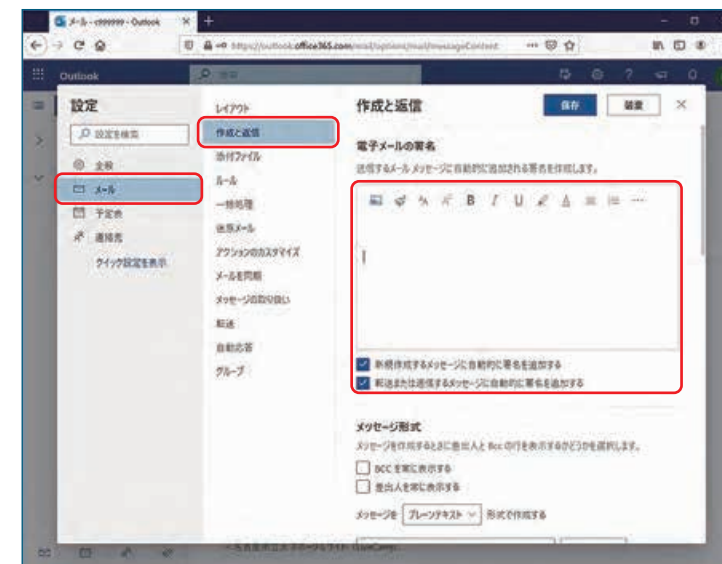 メール - c999999 - Outlook
https://outlook.office365.com/mail/options/mail/messageContent
Outlook
検索
設定
設定を検索
全般
メール
予定表
連絡先
クイック設定を表示
レイアウト
作成と返信
添付ファイル
ルール
一括処理
迷惑メール
アクションのカスタマイズ
メールを同期
メッセージの取り扱い
転送
自動応答
グループ
作成と返信
保存
破棄
電子メールの署名
送信するメール メッセージに自動的に追加される署名を作成します。
B I U A
新規作成するメッセージに自動的に署名を追加する
転送または返信するメッセージに自動的に署名を追加する
メッセージ形式
メッセージを作成するときに差出人と Bcc の行を表示するかどうかを選択します。
BCC を常に表示する
差出人を常に表示する
メッセージを プレーンテキスト 形式で作成する